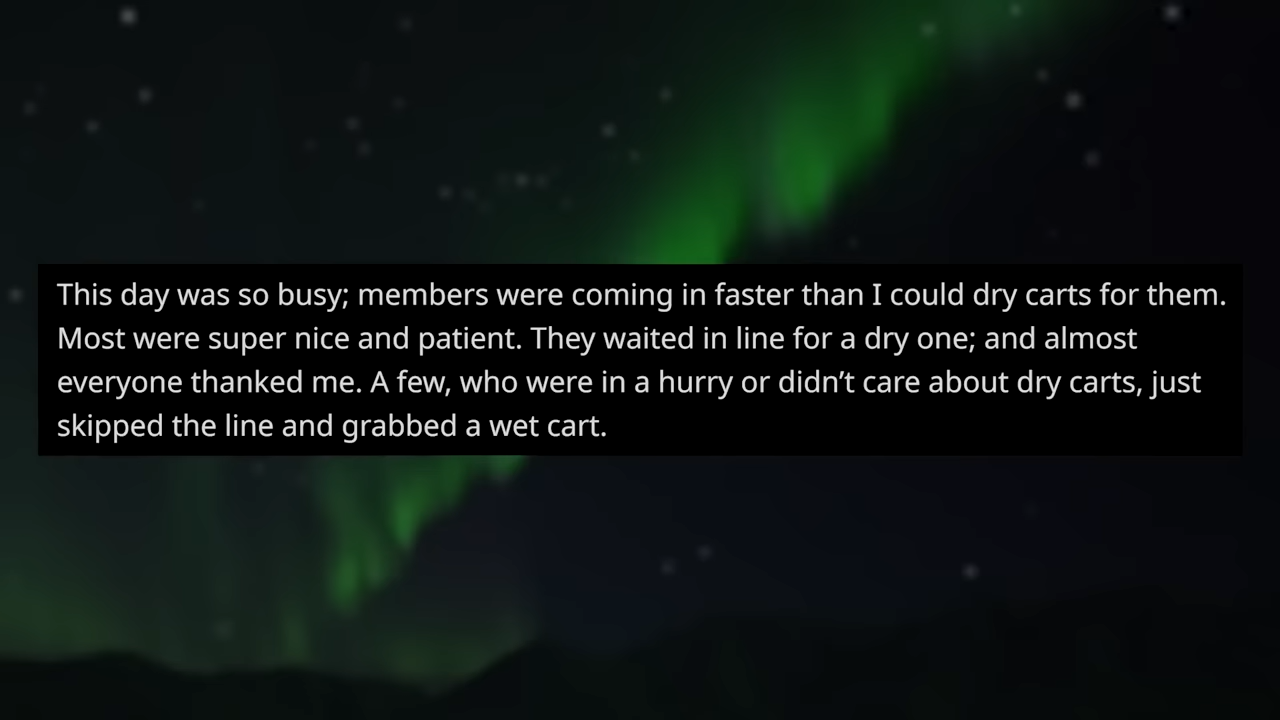 This day was so busy; members were coming in faster than I could dry carts for them.
Most were super nice and patient. They waited in line for a dry one; and almost
everyone thanked me. A few, who were in a hurry or didn’t care about dry carts, just
skipped the line and grabbed a wet cart.